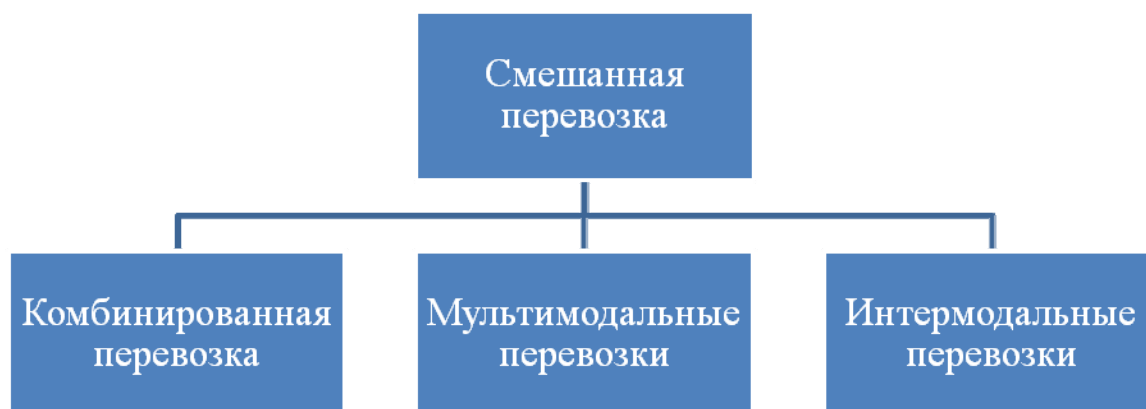 Смешанная
перевозка
Комбинированная
перевозка
Мультимодальные
перевозки
Интермодальные
перевозки